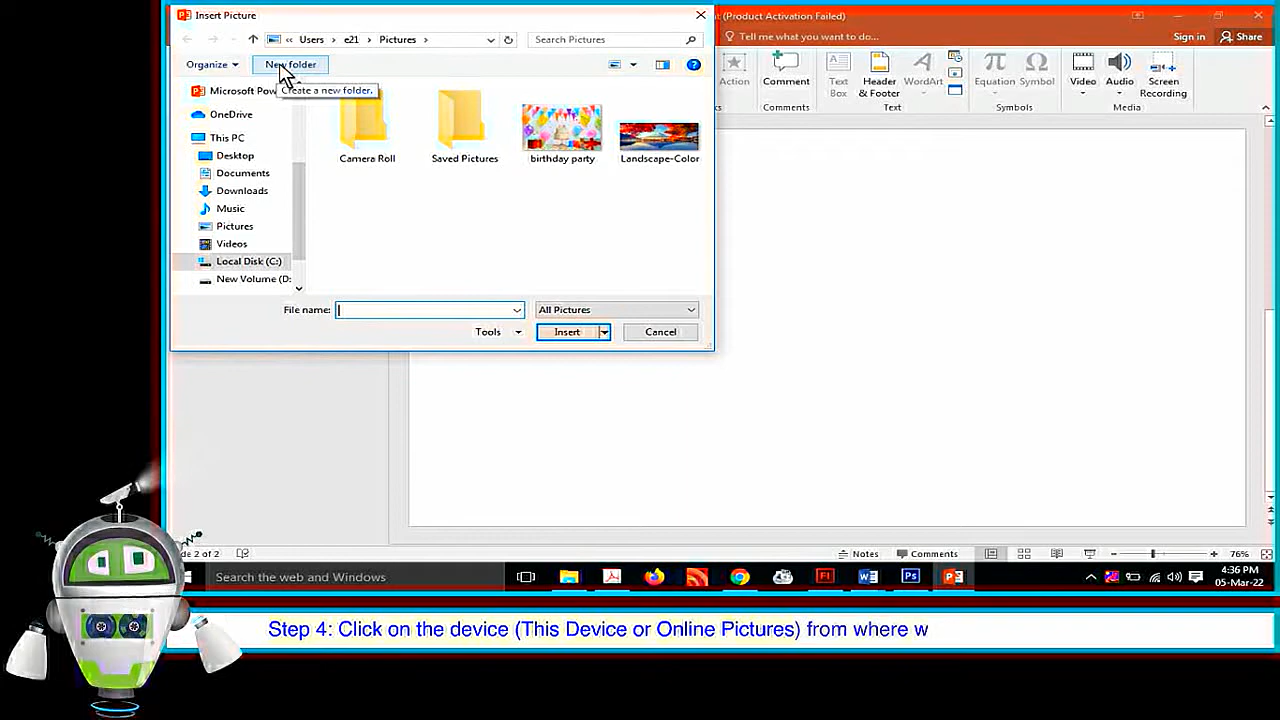 Insert Picture
t (Product Activation Failed)
Users
e21
Pictures
Search Pictures
Tell me what you want to do...
Sign in
Share
Organize
New folder
Create a new folder.
Microsoft Pow
OneDrive
This PC
Desktop
Documents
Downloads
Music
Pictures
Videos
Local Disk (C:)
New Volume (D:
Camera Roll
Saved Pictures
birthday party
Landscape-Color
File name:
All Pictures
Tools
Insert
Cancel
Action
Comment
Comments
Text
Box
Header
& Footer
WordArt
Text
Equation
Symbol
Symbols
Video
Audio
Screen
Recording
Media
de 2 of 2
Notes
Comments
76%
Search the web and Windows
4:36 PM
05-Mar-22
Step 4: Click on the device (This Device or Online Pictures) from where w